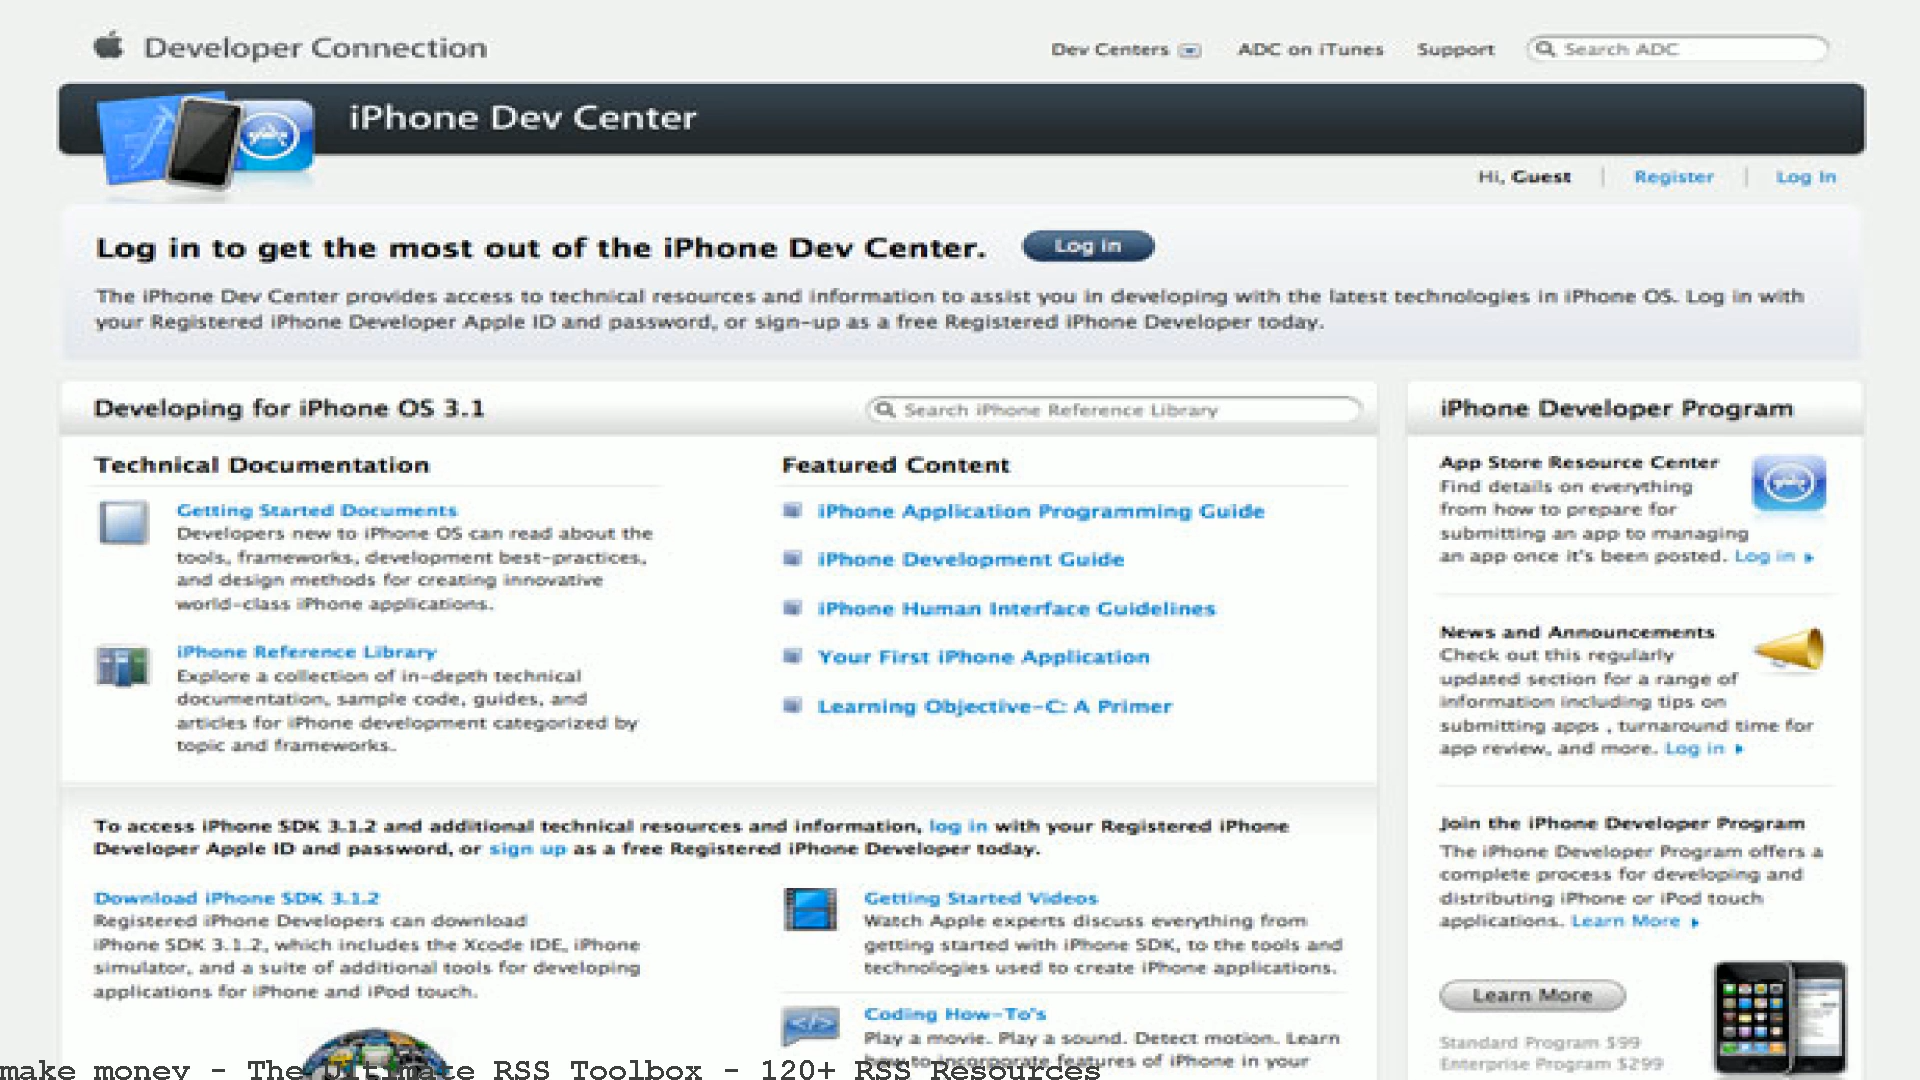 Developer Connection
Dev Centers
ADC on iTunes
Support
Search ADC
iPhone Dev Center
Hi, Guest
Register
Log In
Log in to get the most out of the iPhone Dev Center.
Log in
The iPhone Dev Center provides access to technical resources and information to assist you in developing with the latest technologies in iPhone OS. Log in with
your Registered iPhone Developer Apple ID and password, or sign-up as a free Registered iPhone Developer today.
Developing for iPhone OS 3.1
Search iPhone Reference Library
Technical Documentation
Getting Started Documents
Developers new to iPhone OS can read about the
tools, frameworks, development best-practices,
and design methods for creating innovative
world-class iPhone applications.
iPhone Reference Library
Explore a collection of in-depth technical
documentation, sample code, guides, and
articles for iPhone development categorized by
topic and frameworks.
Featured Content
iPhone Application Programming Guide
iPhone Development Guide
iPhone Human Interface Guidelines
Your First iPhone Application
Learning Objective-C: A Primer
To access iPhone SDK 3.1.2 and additional technical resources and information, log in with your Registered iPhone
Developer Apple ID and password, or sign up as a free Registered iPhone Developer today.
Download iPhone SDK 3.1.2
Registered iPhone Developers can download
iPhone SDK 3.1.2, which includes the Xcode IDE, iPhone
simulator, and a suite of additional tools for developing
applications for iPhone and iPod touch.
Getting Started Videos
Watch Apple experts discuss everything from
getting started with iPhone SDK, to the tools and
technologies used to create iPhone applications.
Coding How-To's
Play a movie. Play a sound. Detect motion. Learn
how to incorporate features of iPhone in your
iPhone Developer Program
App Store Resource Center
Find details on everything
from how to prepare for
submitting an app to managing
an app once it's been posted. Log in
News and Announcements
Check out this regularly
updated section for a range of
information including tips on
submitting apps , turnaround time for
app review, and more. Log in
Join the iPhone Developer Program
The iPhone Developer Program offers a
complete process for developing and
distributing iPhone or iPod touch
applications. Learn More
Learn More
Standard Program $99
Enterprise Program $299
make money - The Ultimate RSS Toolbox - 120+ RSS Resources